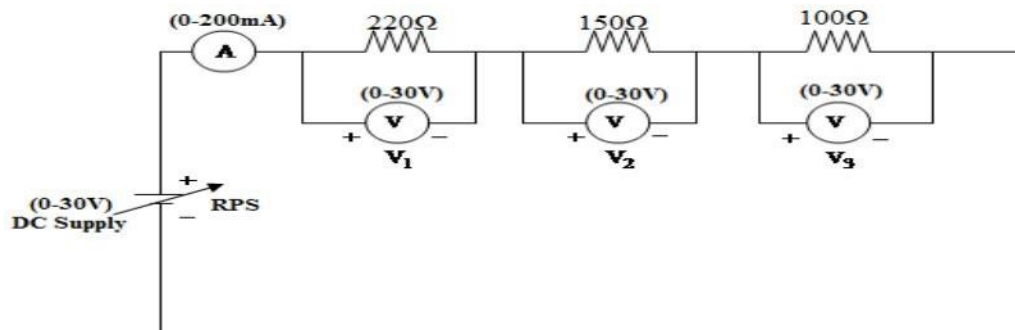 (0-200mA)
220Ω
150Ω
100Ω
A
(0-30V)
(0-30V)
(0-30V)
+ V −
+ V −
+ V −
V₁
V₂
V₃
+
(0-30V)
RPS
−
DC Supply